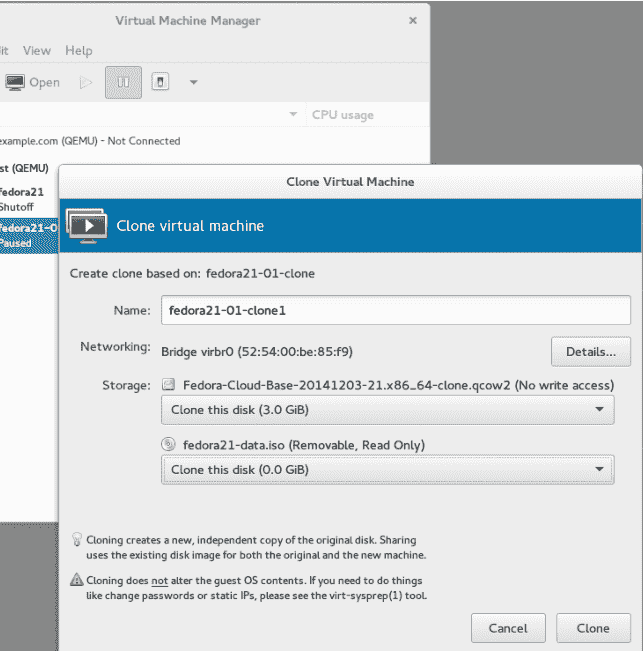 Virtual Machine Manager
it View Help
Open
CPU usage
example.com (QEMU) - Not Connected
st (QEMU)
fedora21
Shutoff
fedora21-0
Paused
Clone Virtual Machine
Clone virtual machine
Create clone based on: fedora21-01-clone
Name: fedora21-01-clone1
Networking: Bridge virbr0 (52:54:00:be:85:f9) Details...
Storage: Fedora-Cloud-Base-20141203-21.x86_64-clone.qcow2 (No write access)
Clone this disk (3.0 GiB)
fedora21-data.iso (Removable, Read Only)
Clone this disk (0.0 GiB)
Cloning creates a new, independent copy of the original disk. Sharing
uses the existing disk image for both the original and the new machine.
Cloning does not alter the guest OS contents. If you need to do things
like change passwords or static IPs, please see the virt-sysprep(1) tool.
Cancel Clone